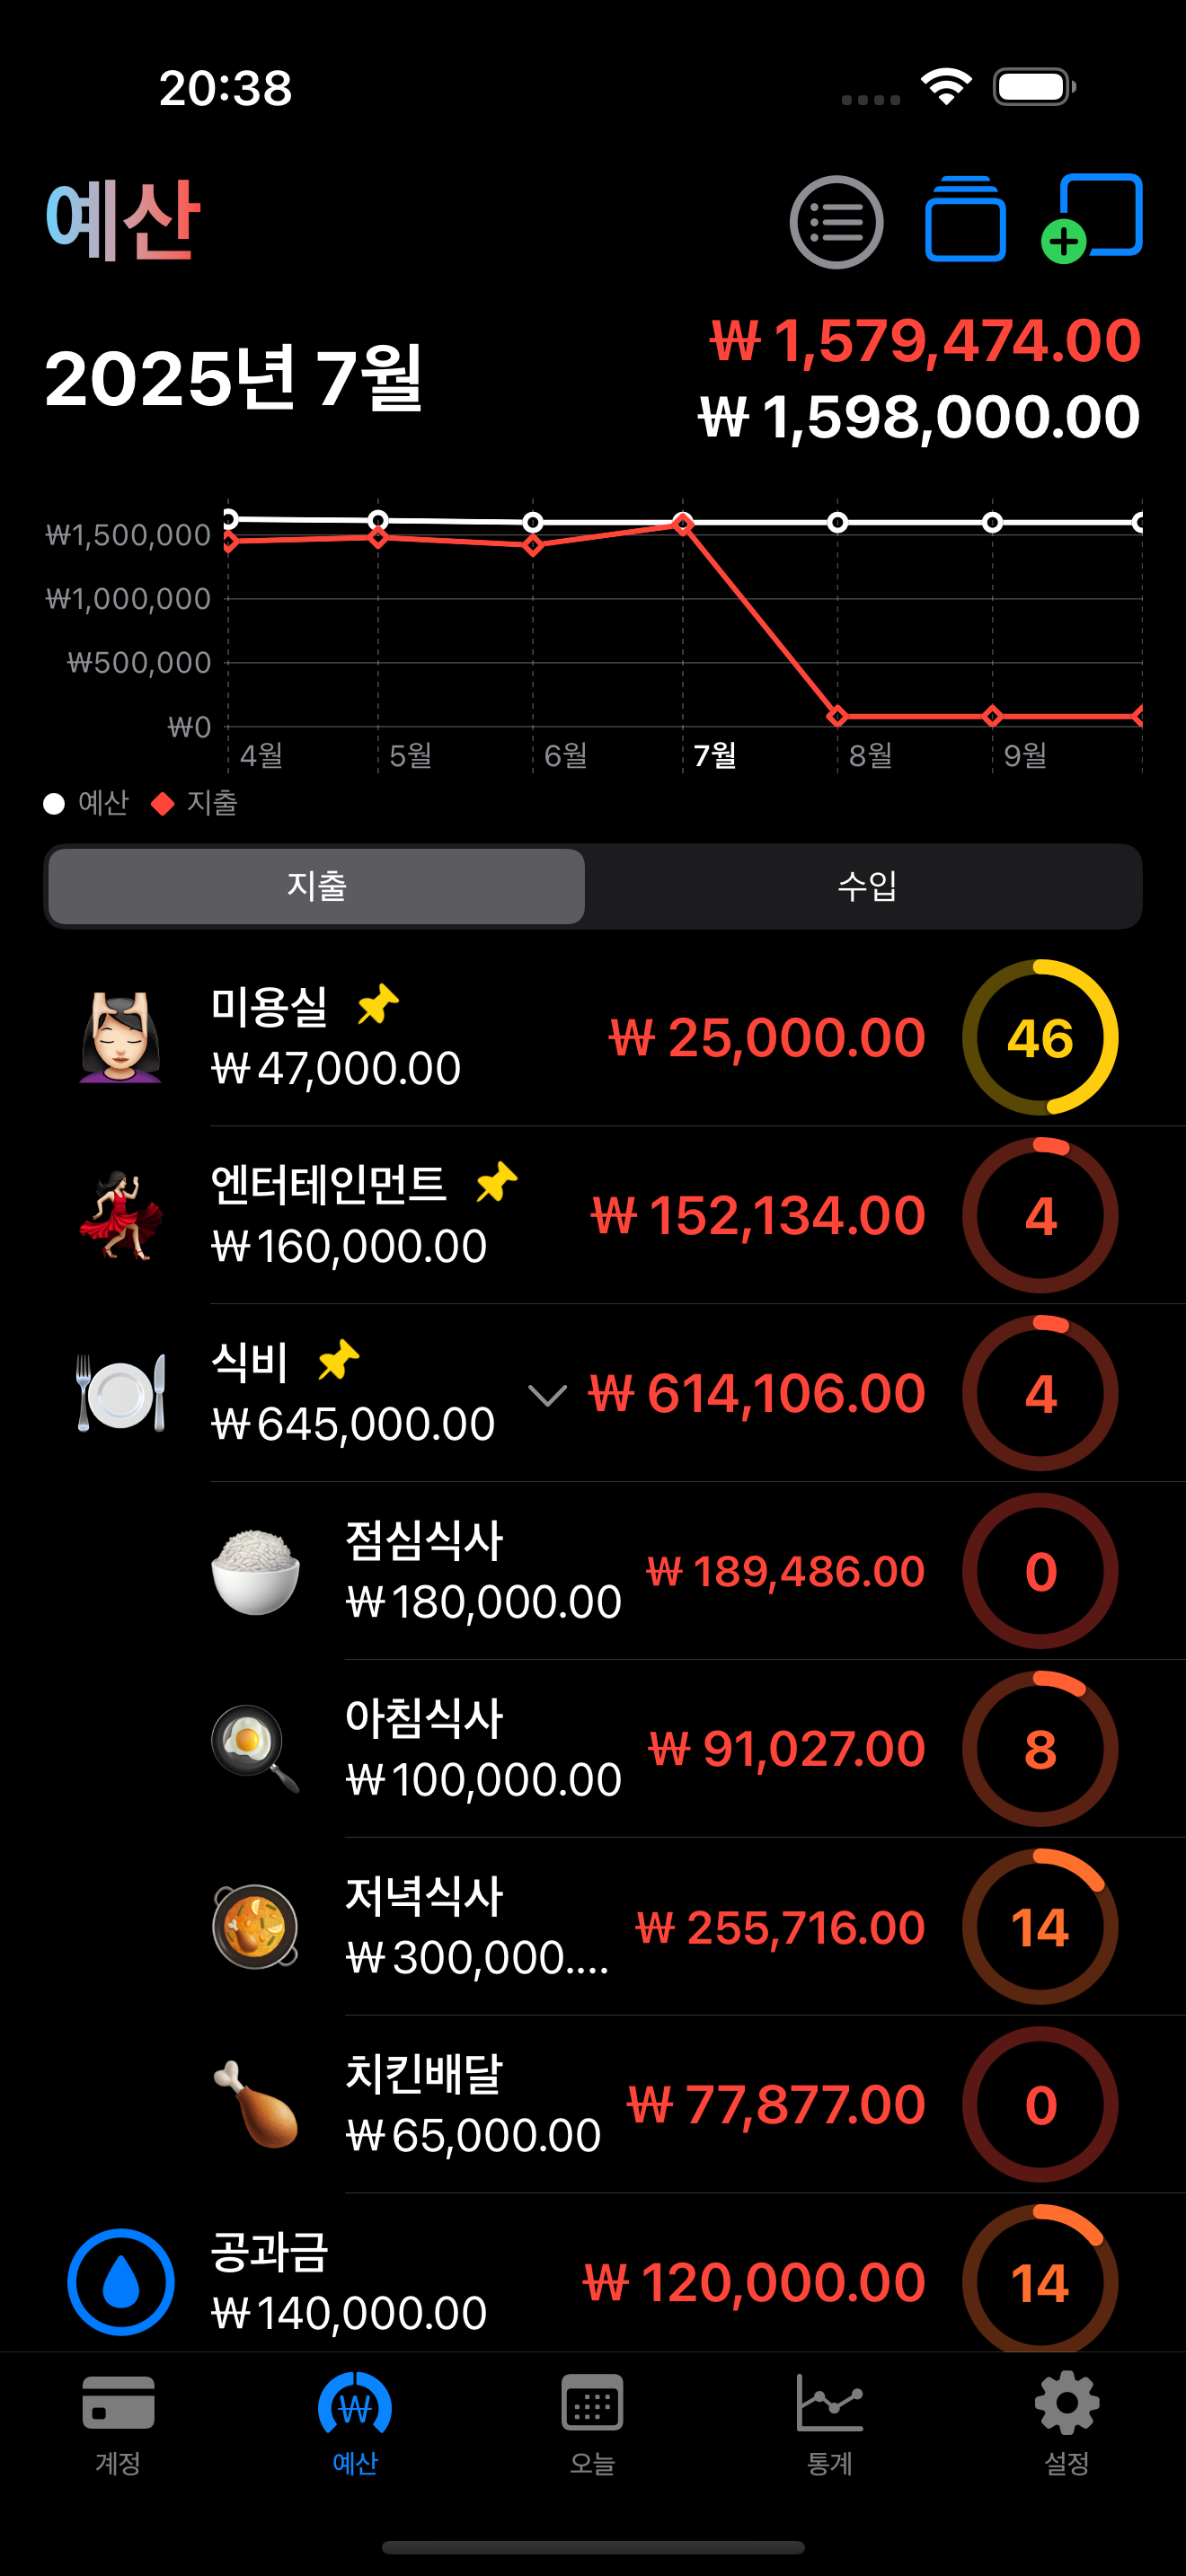 20:38
예산
2025년 7월
₩ 1,579,474.00
₩ 1,598,000.00
₩1,500,000
₩1,000,000
₩500,000
₩0
4월 5월 6월 7월 8월 9월
예산 지출
지출 수입
미용실
₩47,000.00
₩ 25,000.00
46
엔터테인먼트
₩160,000.00
₩ 152,134.00
4
식비
₩645,000.00
₩ 614,106.00
4
점심식사
₩180,000.00
₩ 189,486.00
0
아침식사
₩100,000.00
₩ 91,027.00
8
저녁식사
₩300,000....
₩ 255,716.00
14
치킨배달
₩65,000.00
₩ 77,877.00
0
공과금
₩140,000.00
₩ 120,000.00
14
계정 예산 오늘 통계 설정